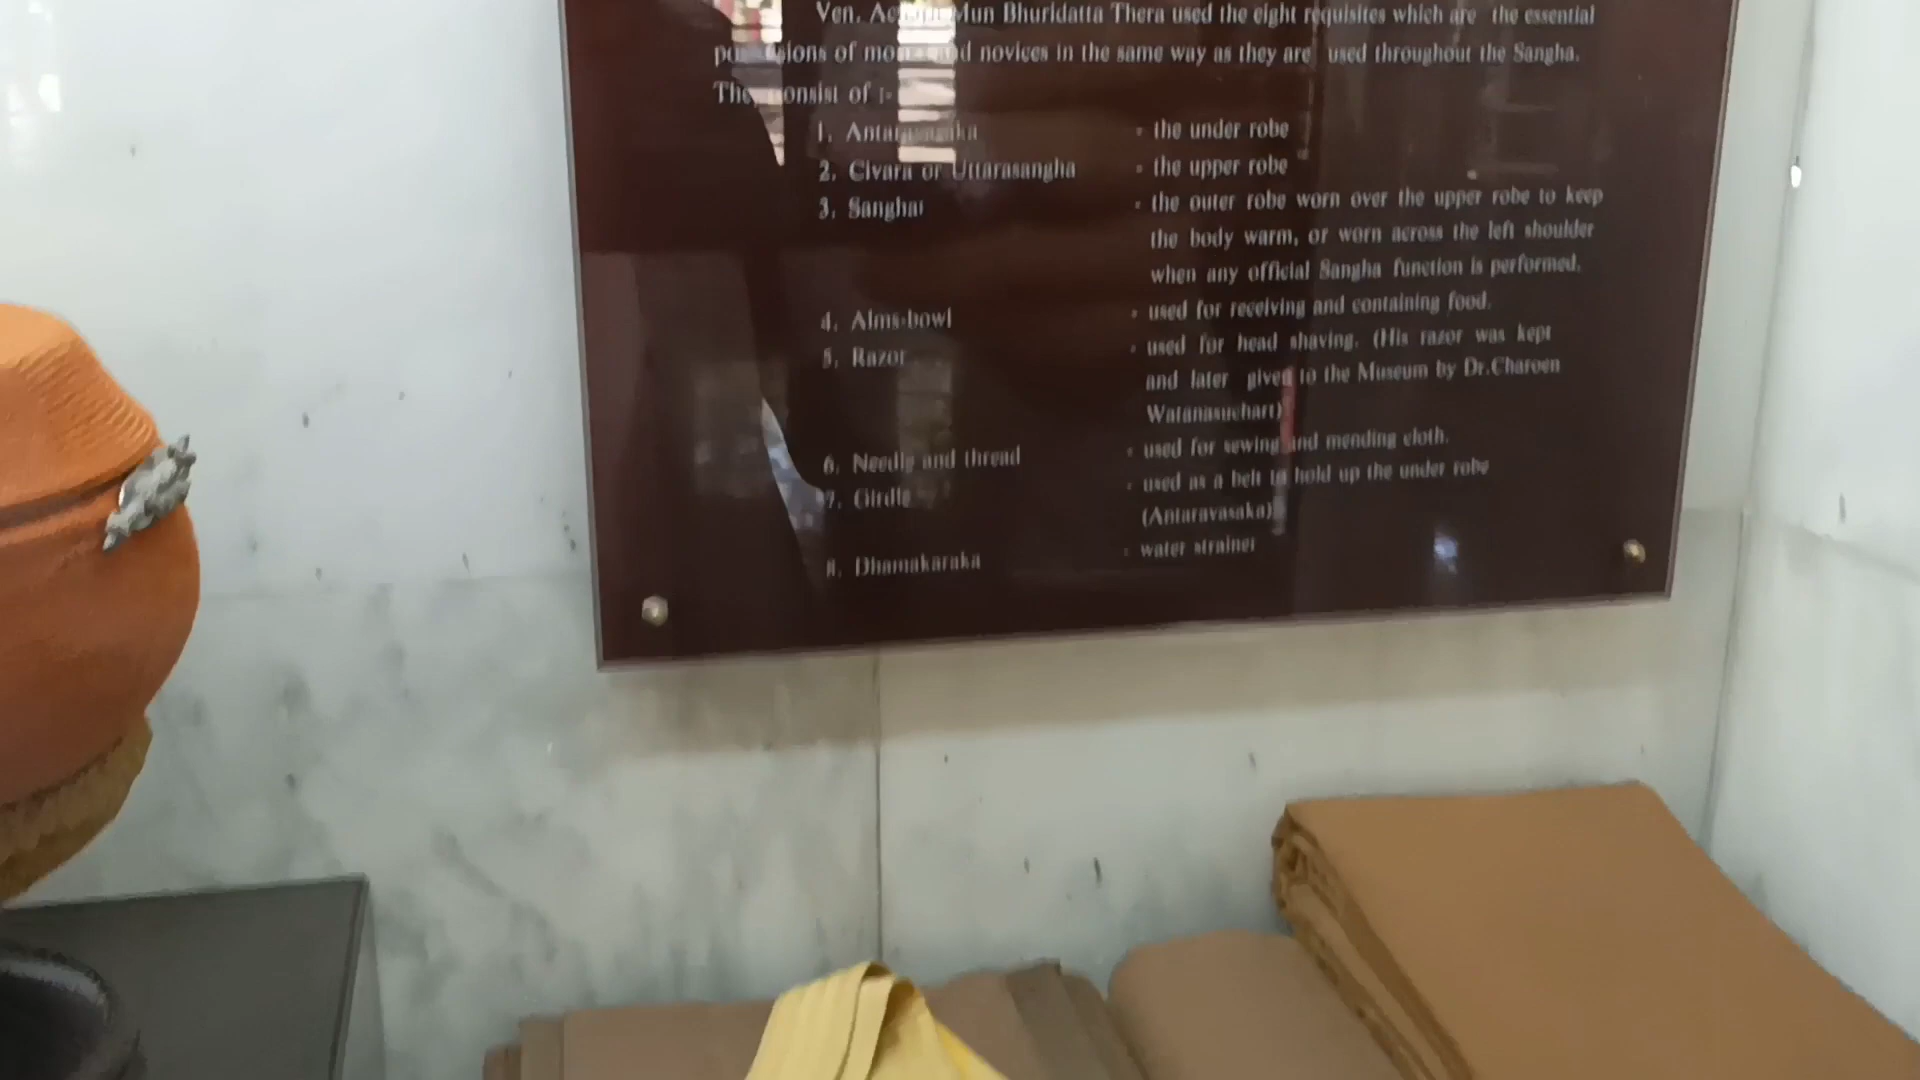 Ven. Mun Bhuridatta Thera used the eight requisites which are the essential
of and novices in the same way as they are used throughout the Sangha.
They consist of :-
1. Antaravasaka - the under robe
2. Civara or Uttarasangha - the upper robe
3. Sanghati - the outer robe worn over the upper robe to keep
the body warm, or worn across the left shoulder
when any official Sangha function is performed.
4. Alms-bowl - used for receiving and containing food.
5. Razor - used for head shaving. (His razor was kept
and later given to the Museum by Dr.Charoen
Watanasuchart)
6. Needle and thread - used for sewing and mending cloth.
7. Girdle - used as a belt to hold up the under robe
(Antaravasaka)
8. Dhamakaraka - water strainer